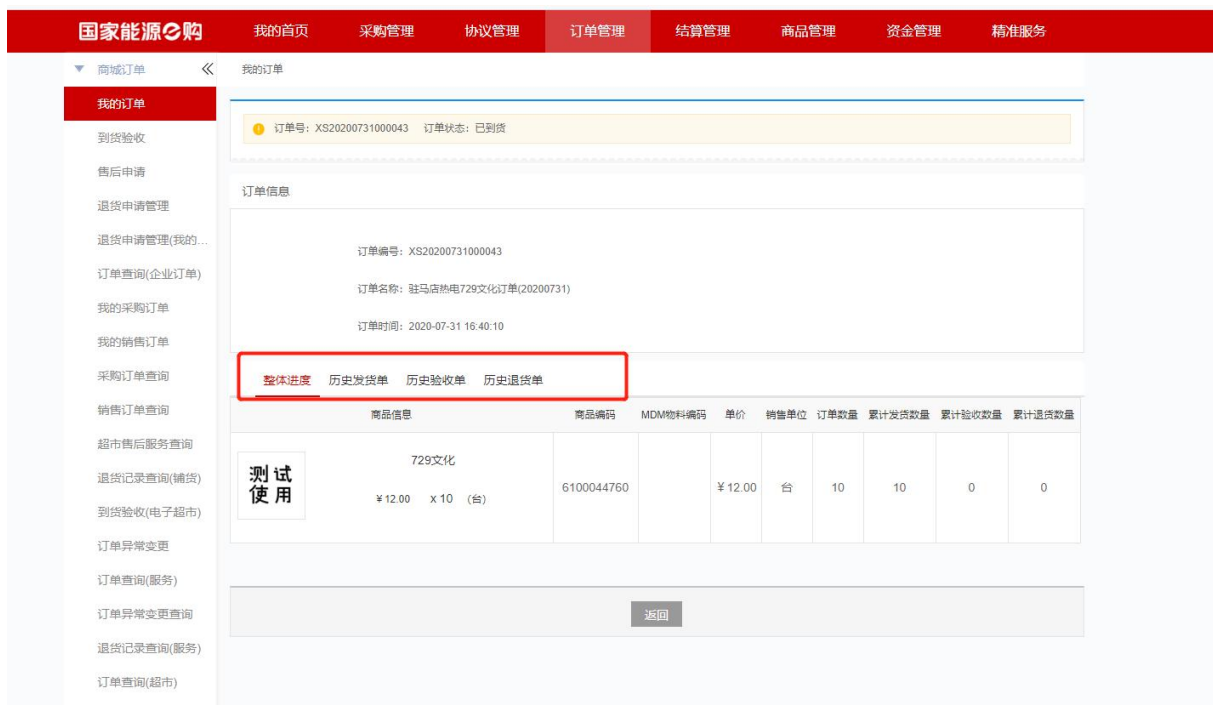 国家能源e购 我的首页 采购管理 协议管理 订单管理 结算管理 商品管理 资金管理 精准服务
商城订单
我的订单
到货验收
售后申请
退货申请管理
退货申请管理(我的...
订单查询(企业订单)
我的采购订单
我的销售订单
采购订单查询
销售订单查询
超市售后服务查询
退货记录查询(铺货)
到货验收(电子超市)
订单异常变更
订单查询(服务)
订单异常变更查询
退货记录查询(服务)
订单查询(超市)
我的订单
订单号：XS20200731000043 订单状态：已到货
订单信息
订单编号：XS20200731000043
订单名称：驻马店热电729文化订单(20200731)
订单时间：2020-07-31 16:40:10
整体进度 历史发货单 历史验收单 历史退货单
商品信息 商品编码 MDM物料编码 单价 销售单位 订单数量 累计发货数量 累计验收数量 累计退货数量
测试
使用
729文化
¥ 12.00 x 10 （台）
6100044760 ¥ 12.00 台 10 10 0 0
返回